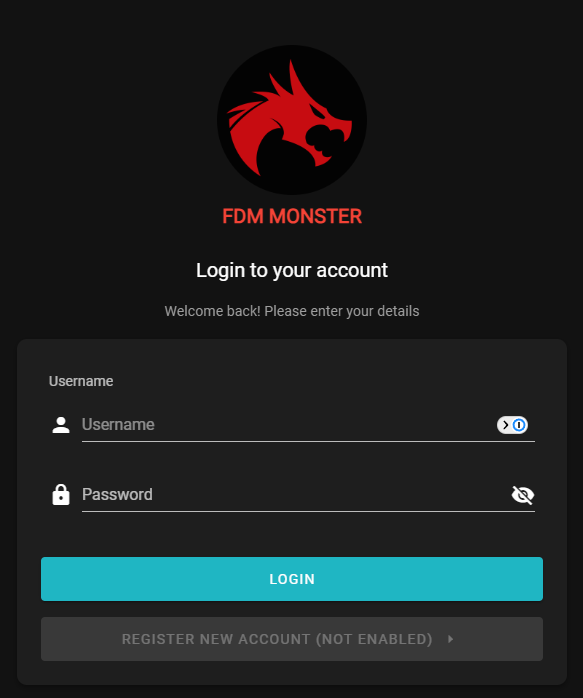 FDM MONSTER
Login to your account
Welcome back! Please enter your details
Username
Username
Password
LOGIN
REGISTER NEW ACCOUNT (NOT ENABLED)